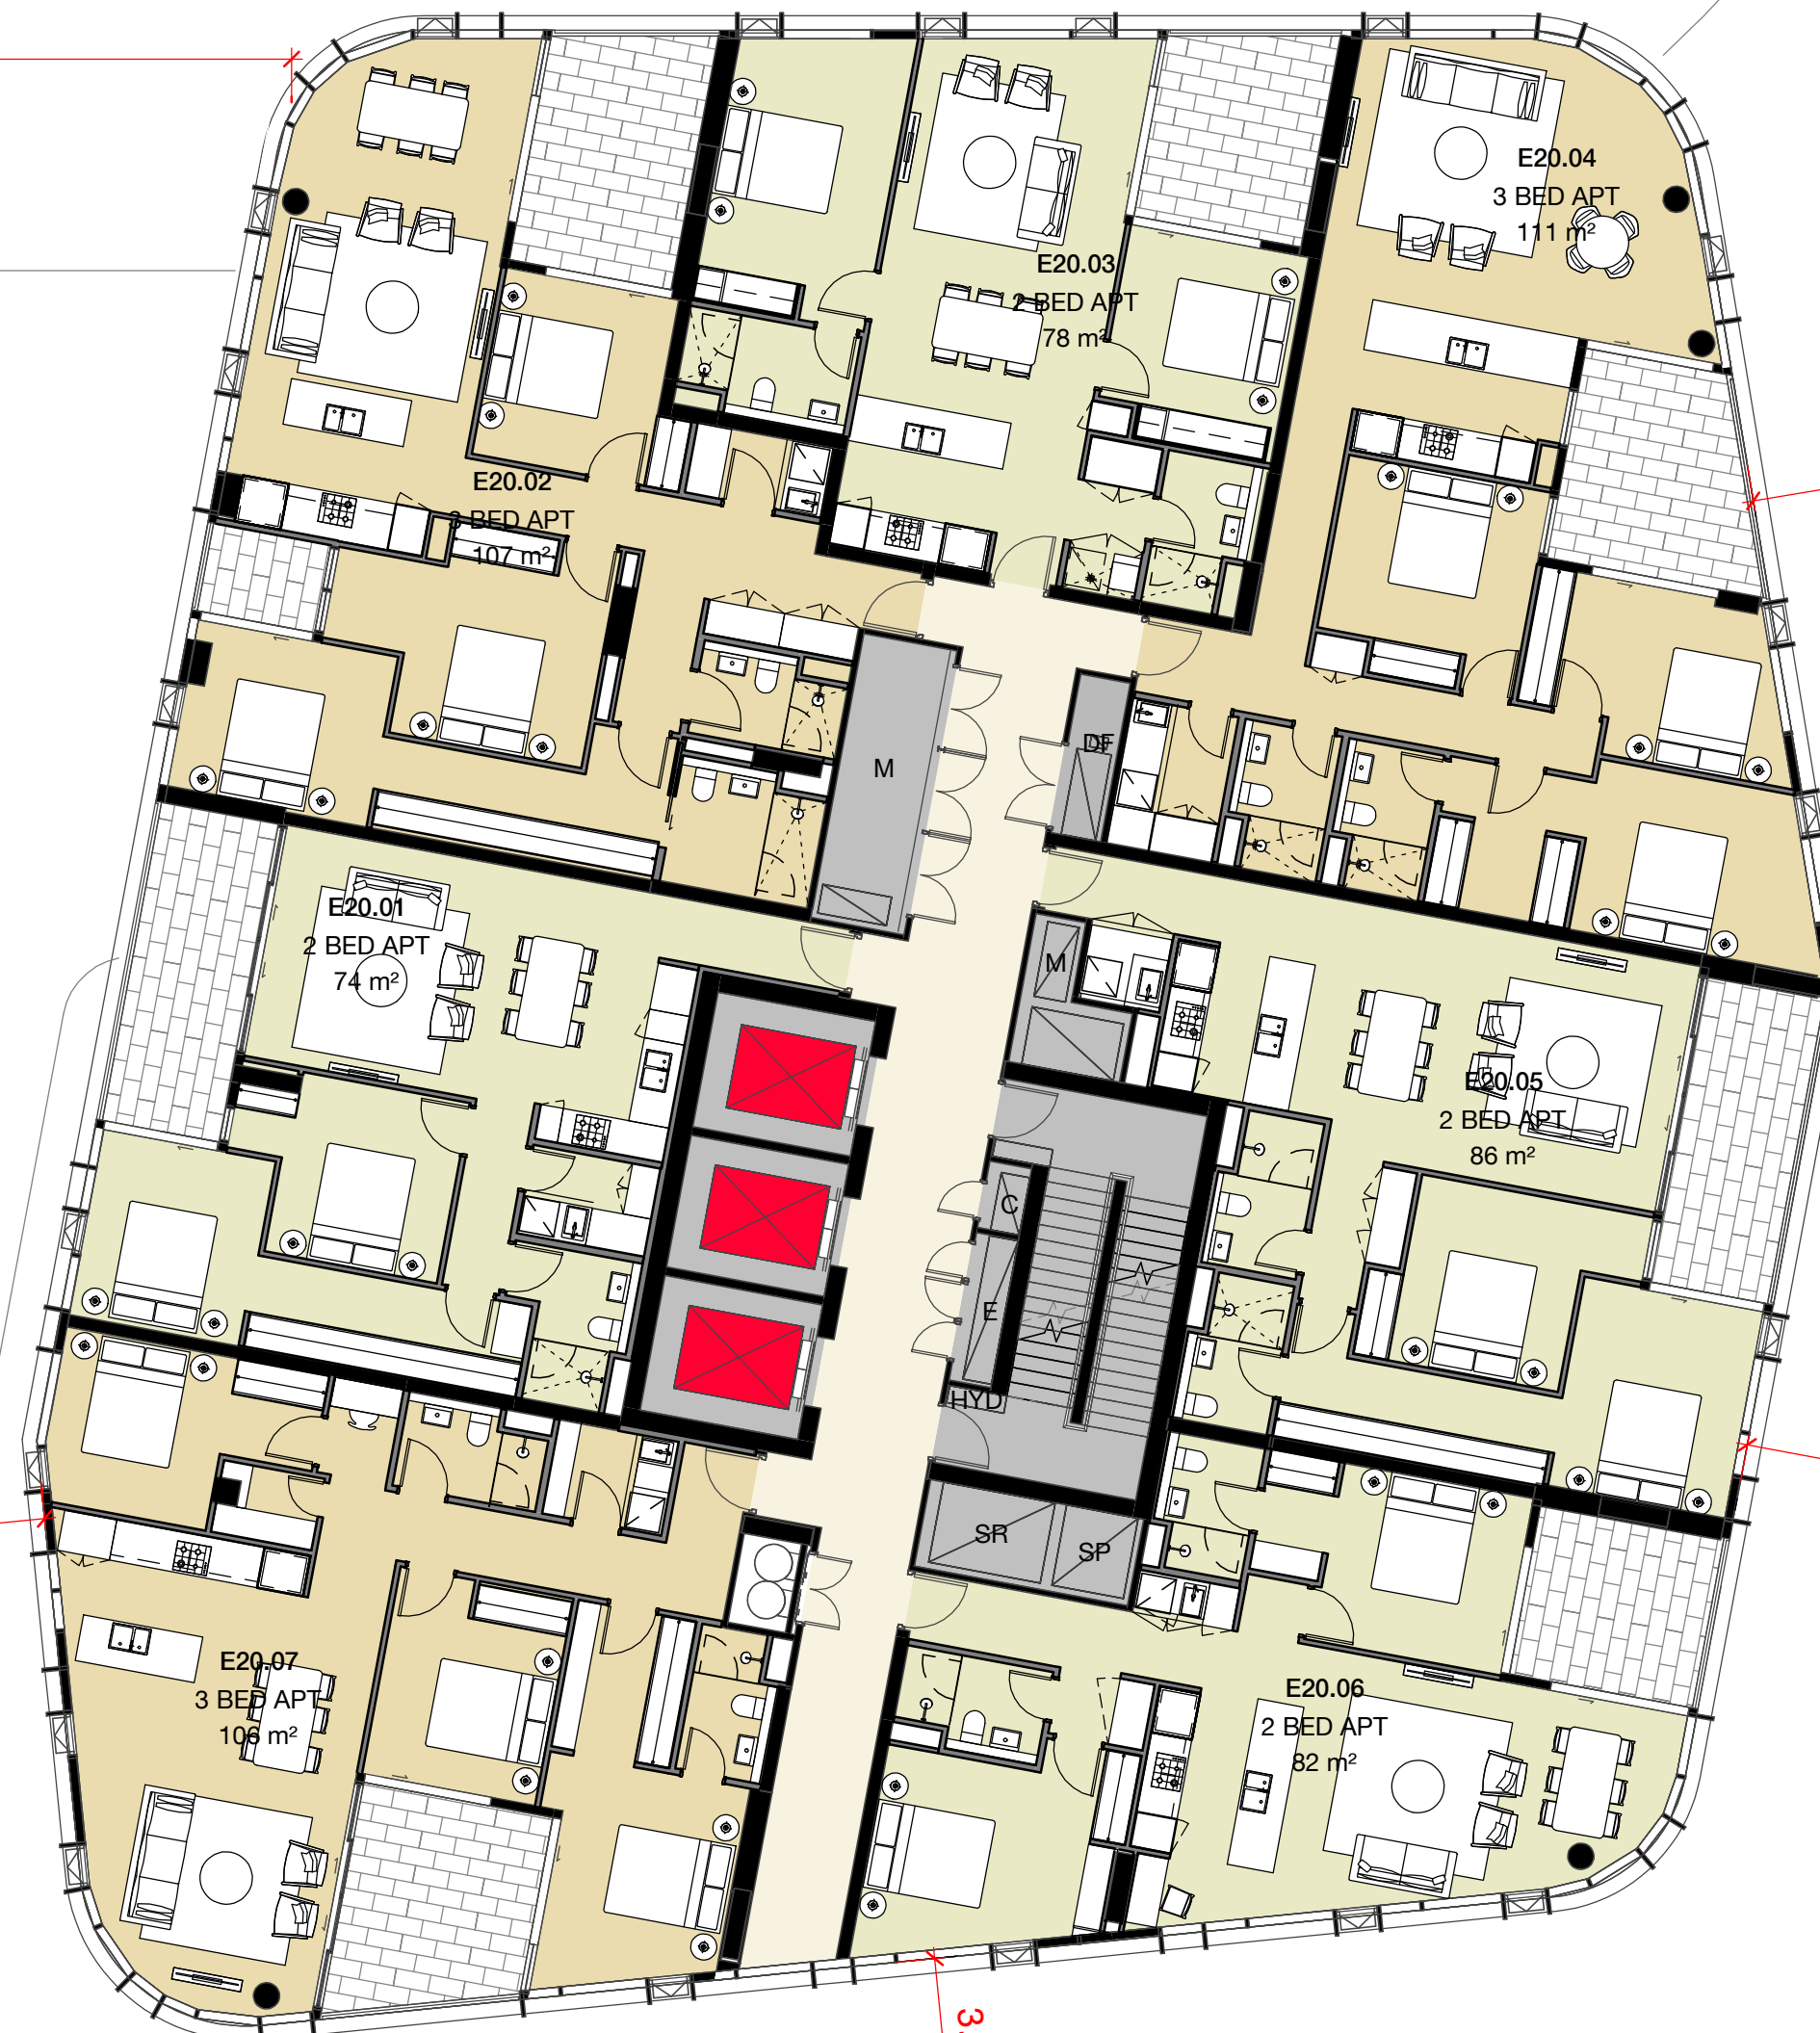 E20.04
3 BED APT
111 m²
E20.03
2 BED APT
78 m²
E20.02
3 BED APT
107 m²
DF
M
E20.01
2 BED APT
74 m²
M
E20.05
2 BED APT
86 m²
C
E
HYD
SR
SP
E20.07
3 BED APT
106 m²
E20.06
2 BED APT
82 m²
3.